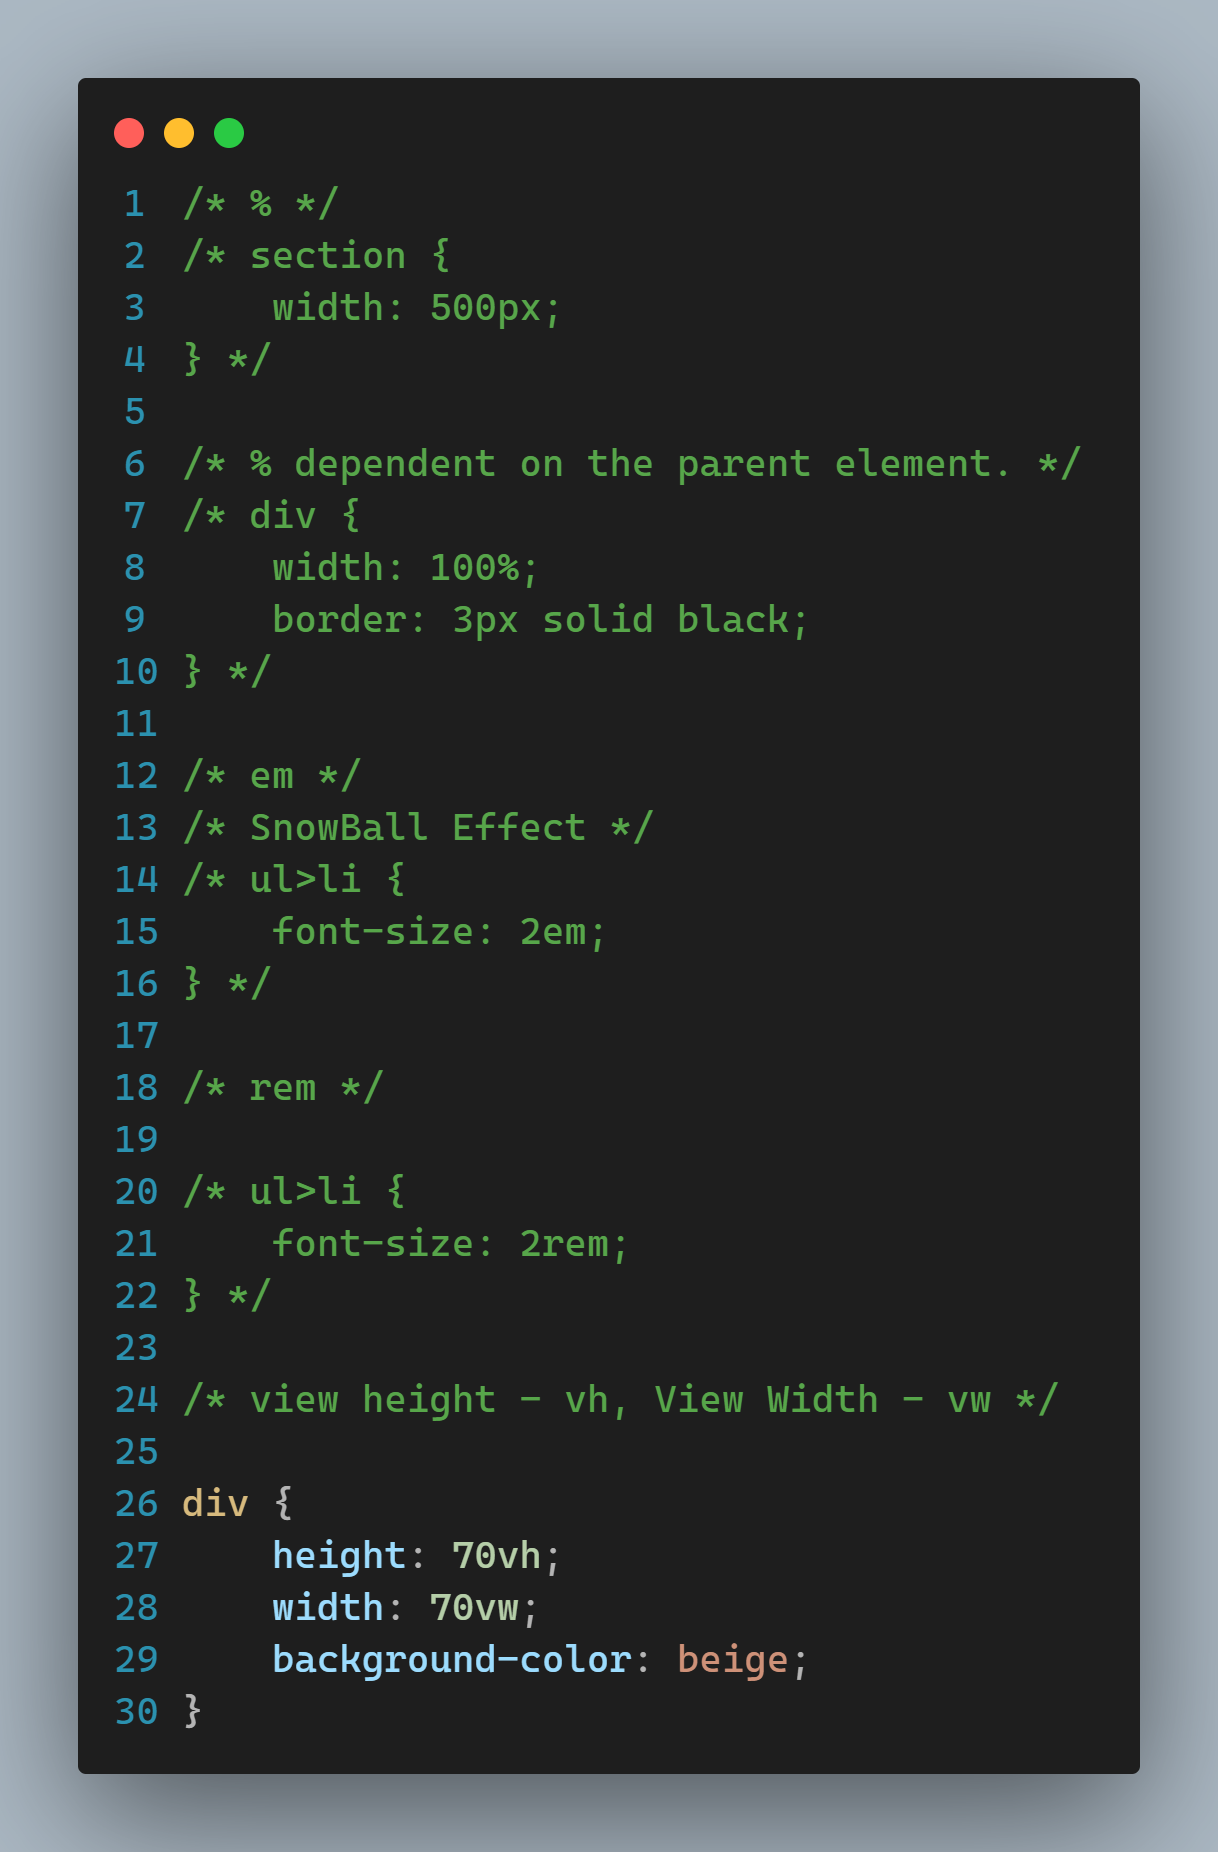 1 /* % */
2 /* section {
3     width: 500px;
4 } */
5
6 /* % dependent on the parent element. */
7 /* div {
8     width: 100%;
9     border: 3px solid black;
10 } */
11
12 /* em */
13 /* SnowBall Effect */
14 /* ul>li {
15     font-size: 2em;
16 } */
17
18 /* rem */
19
20 /* ul>li {
21     font-size: 2rem;
22 } */
23
24 /* view height - vh, View Width - vw */
25
26 div {
27     height: 70vh;
28     width: 70vw;
29     background-color: beige;
30 }